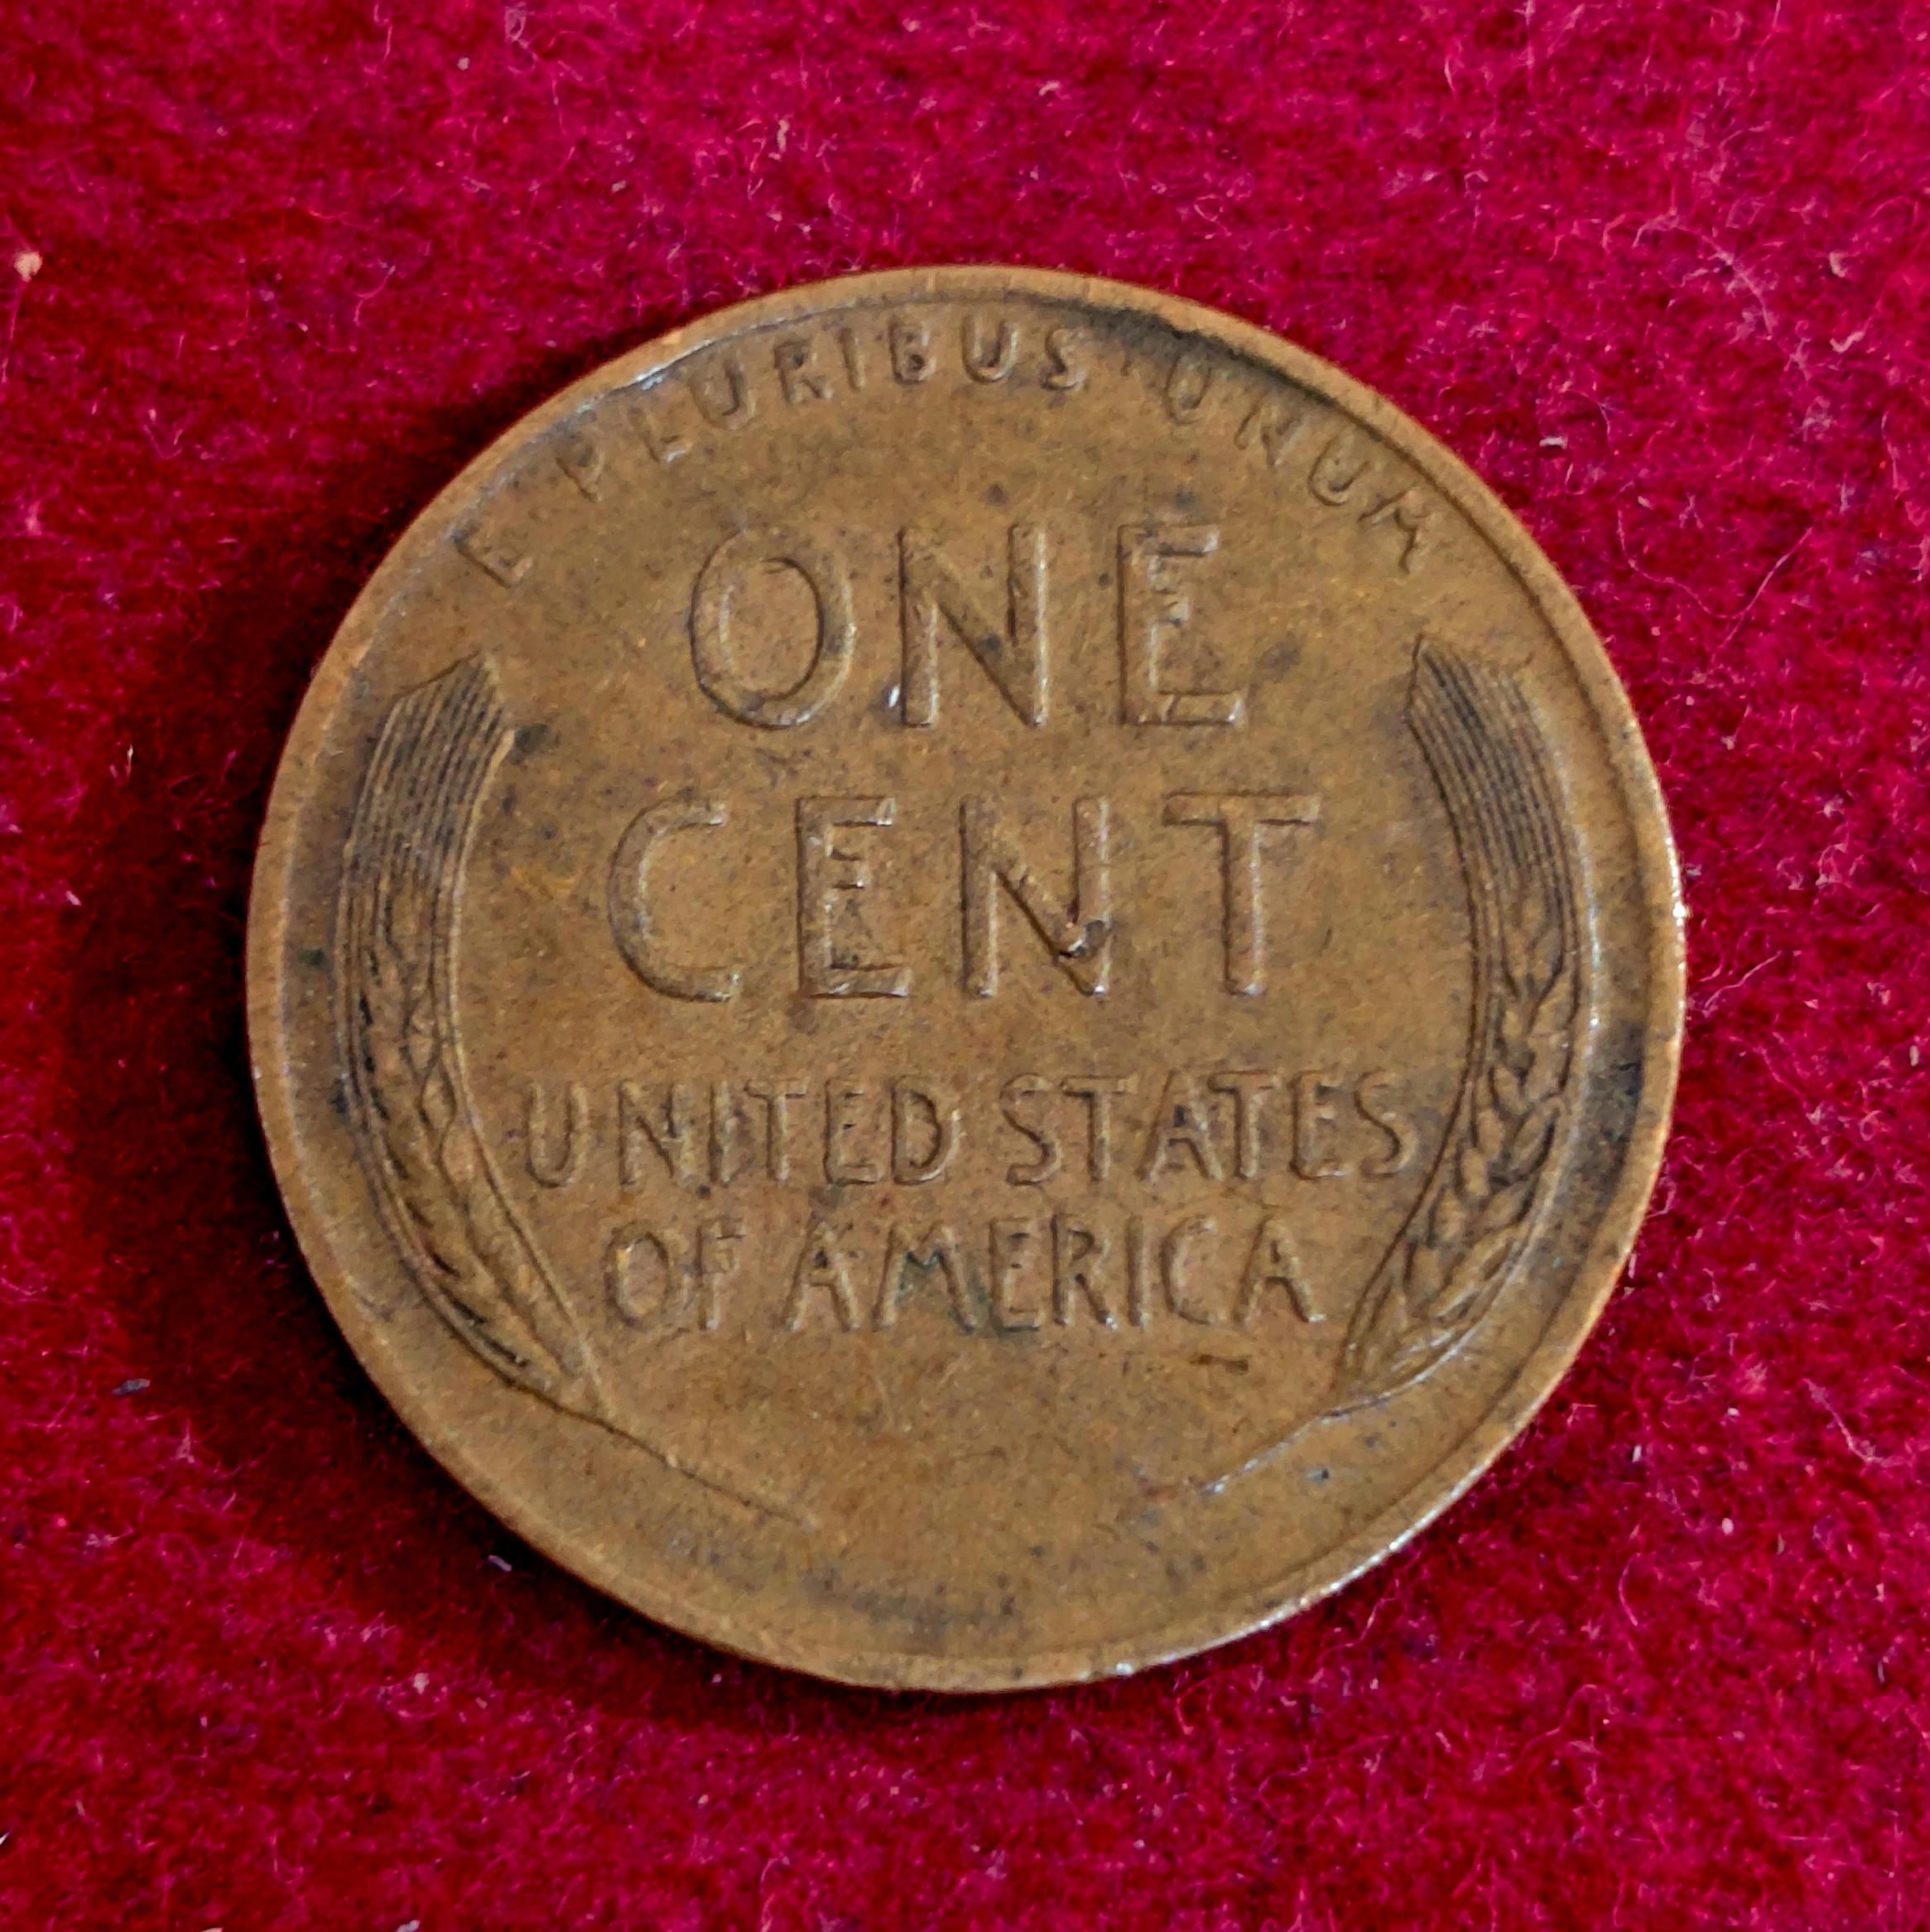 E PLURIBUS · UNUM
ONE
CENT
UNITED STATES
OF AMERICA